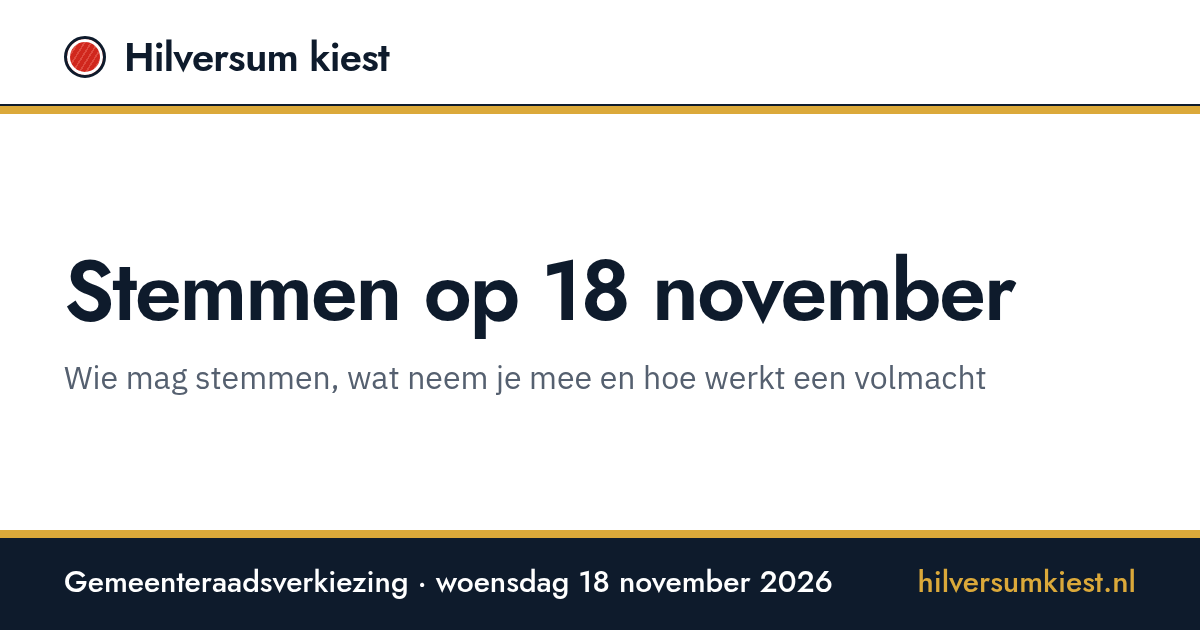 Hilversum kiest
Stemmen op 18 november
Wie mag stemmen, wat neem je mee en hoe werkt een volmacht
Gemeenteraadsverkiezing · woensdag 18 november 2026
hilversumkiest.nl